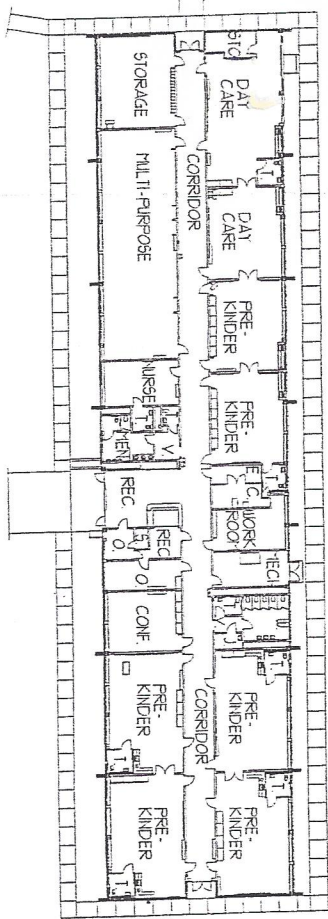 STO.
DAY
CARE
T.
DAY
CARE
PRE-
KINDER
PRE-
KINDER
T.
E.
C.
WORK
ROOM
MECH.
T.
J.
PRE-
KINDER
T.
PRE-
KINDER
T.
CORRIDOR
CORRIDOR
STORAGE
MULTI-PURPOSE
NURSE
T.
T.
MEN
REC.
REC.
O.
O.
CONF.
PRE-
KINDER
T.
PRE-
KINDER
T.